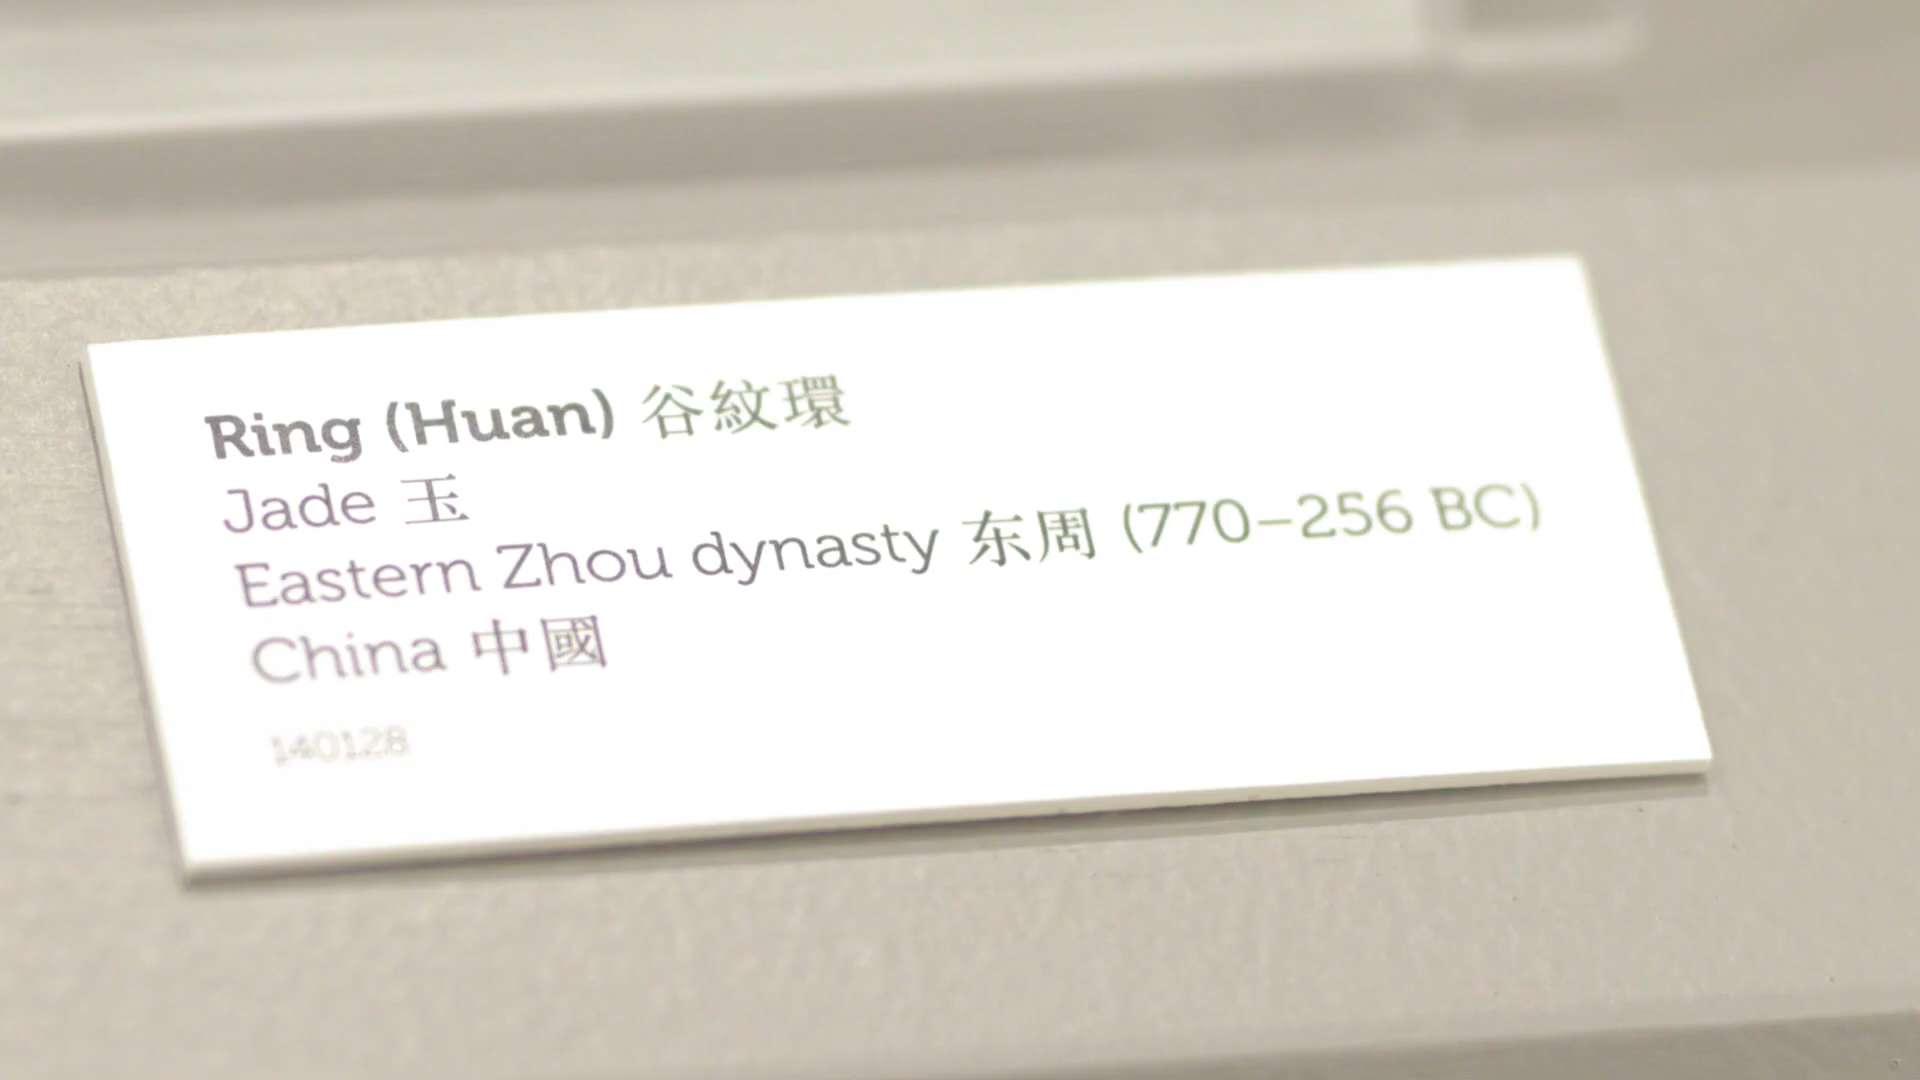 Ring (Huan) 谷紋環
Jade 玉
Eastern Zhou dynasty 东周 (770–256 BC)
China 中國
140128